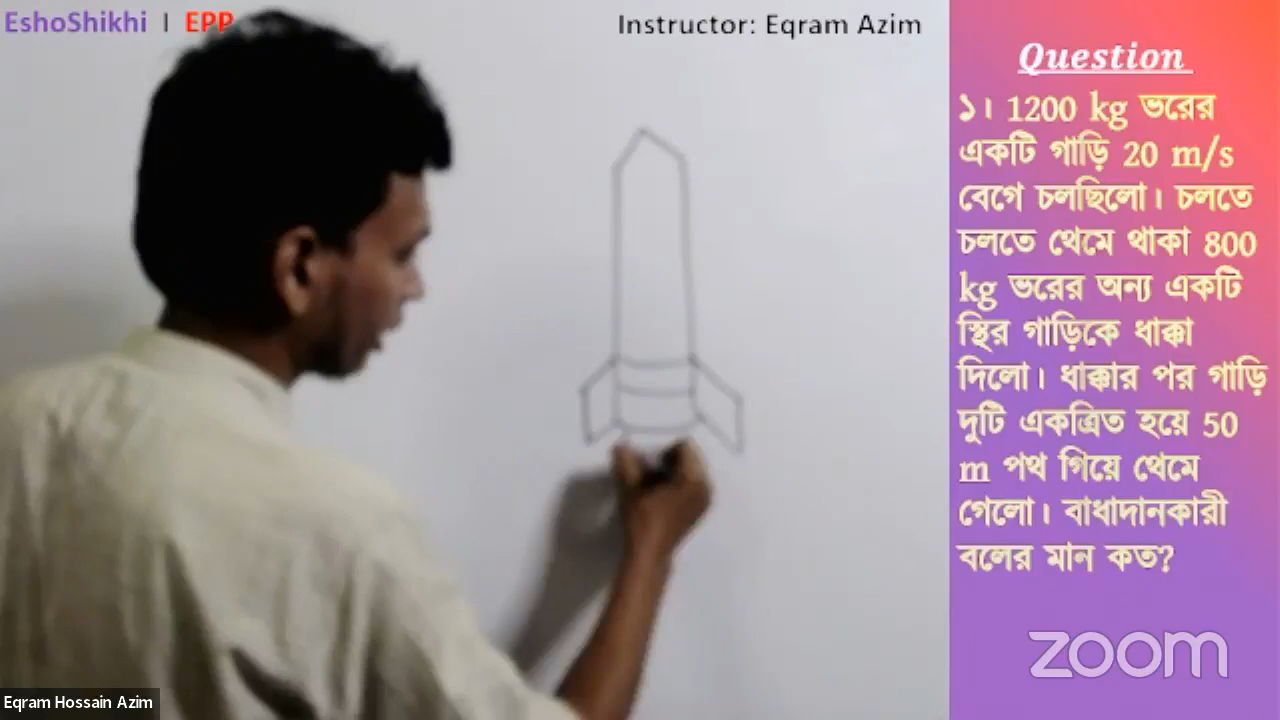 EshoShikhi | EPP
Instructor: Eqram Azim
Question
১। 1200 kg ভরের
একটি গাড়ি 20 m/s
বেগে চলছিলো। চলতে
চলতে থেমে থাকা 800
kg ভরের অন্য একটি
স্থির গাড়িকে ধাক্কা
দিলো। ধাক্কার পর গাড়ি
দুটি একত্রিত হয়ে 50
m পথ গিয়ে থেমে
গেলো। বাধাদানকারী
বলের মান কত?
zoom
Eqram Hossain Azim